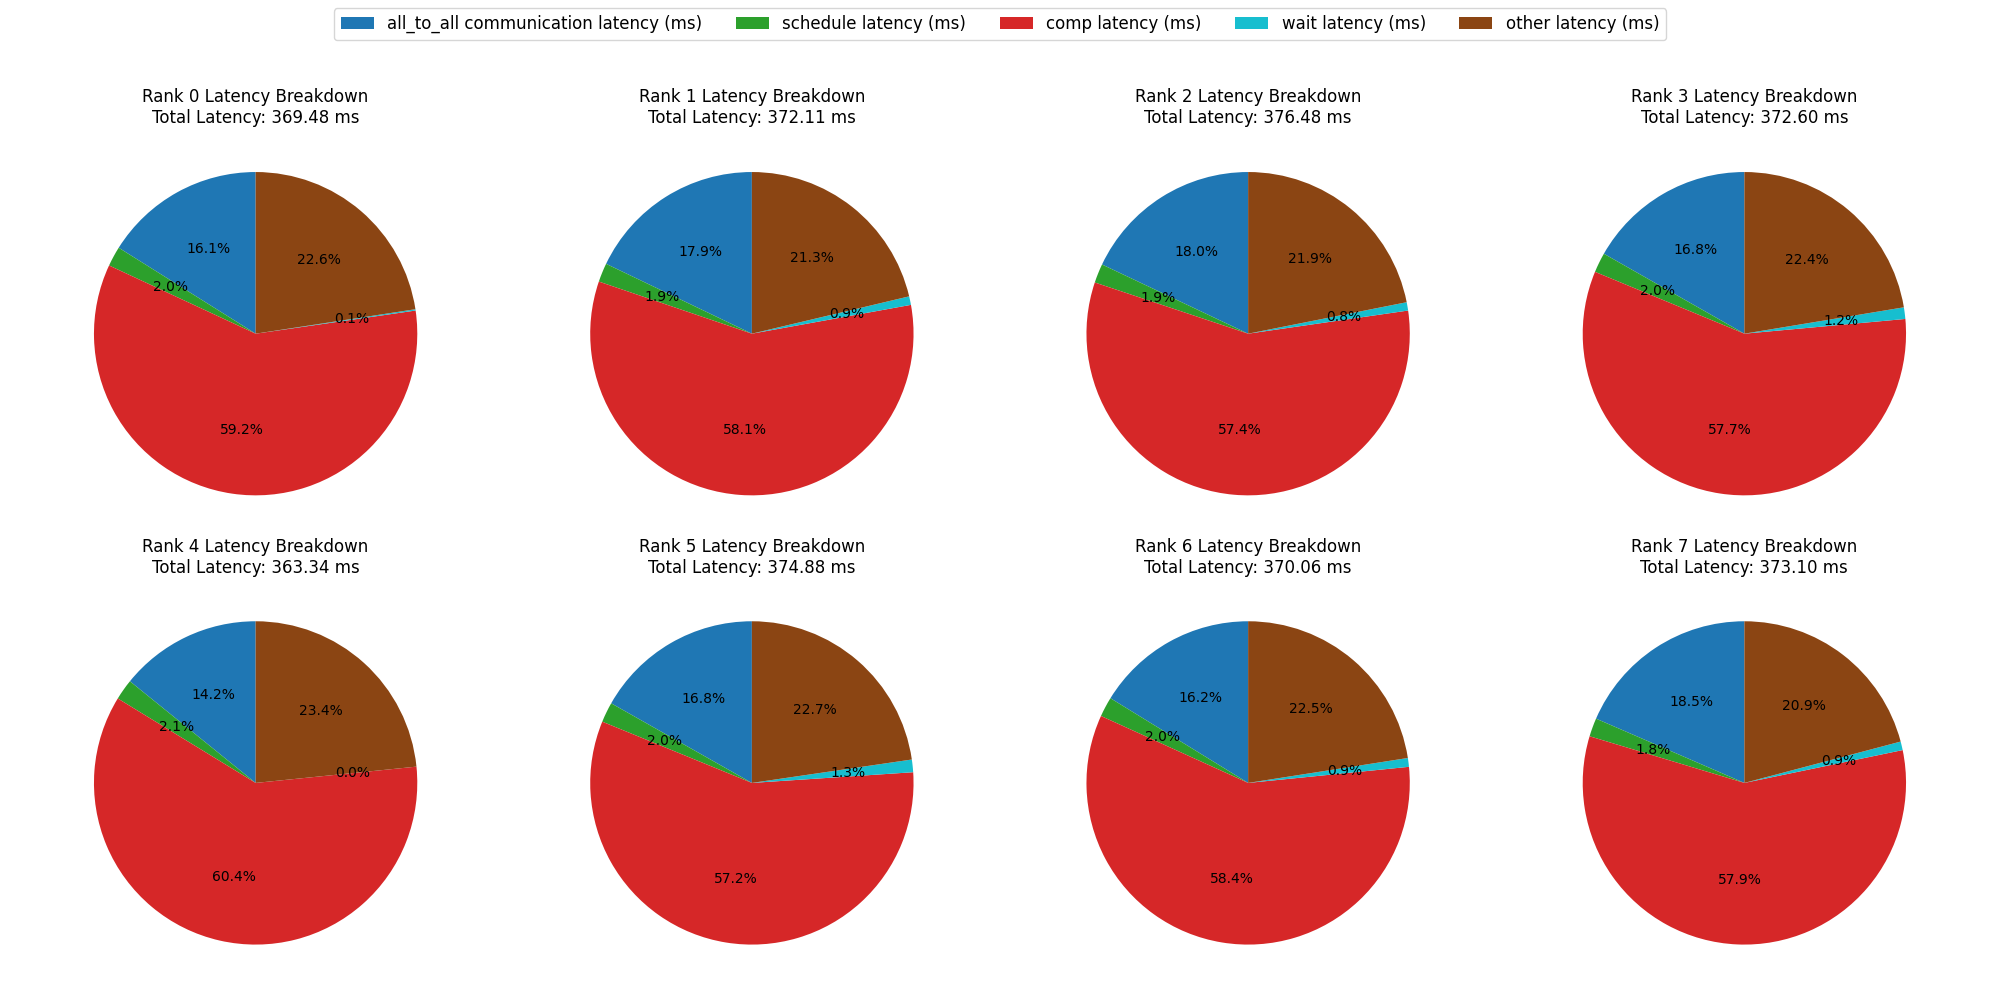 all_to_all communication latency (ms) schedule latency (ms) comp latency (ms) wait latency (ms) other latency (ms)
Rank 0 Latency Breakdown
Total Latency: 369.48 ms
16.1%
22.6%
2.0%
0.1%
59.2%
Rank 1 Latency Breakdown
Total Latency: 372.11 ms
17.9%
21.3%
1.9%
0.9%
58.1%
Rank 2 Latency Breakdown
Total Latency: 376.48 ms
18.0%
21.9%
1.9%
0.8%
57.4%
Rank 3 Latency Breakdown
Total Latency: 372.60 ms
16.8%
22.4%
2.0%
1.2%
57.7%
Rank 4 Latency Breakdown
Total Latency: 363.34 ms
14.2%
23.4%
2.1%
0.0%
60.4%
Rank 5 Latency Breakdown
Total Latency: 374.88 ms
16.8%
22.7%
2.0%
1.3%
57.2%
Rank 6 Latency Breakdown
Total Latency: 370.06 ms
16.2%
22.5%
2.0%
0.9%
58.4%
Rank 7 Latency Breakdown
Total Latency: 373.10 ms
18.5%
20.9%
1.8%
0.9%
57.9%